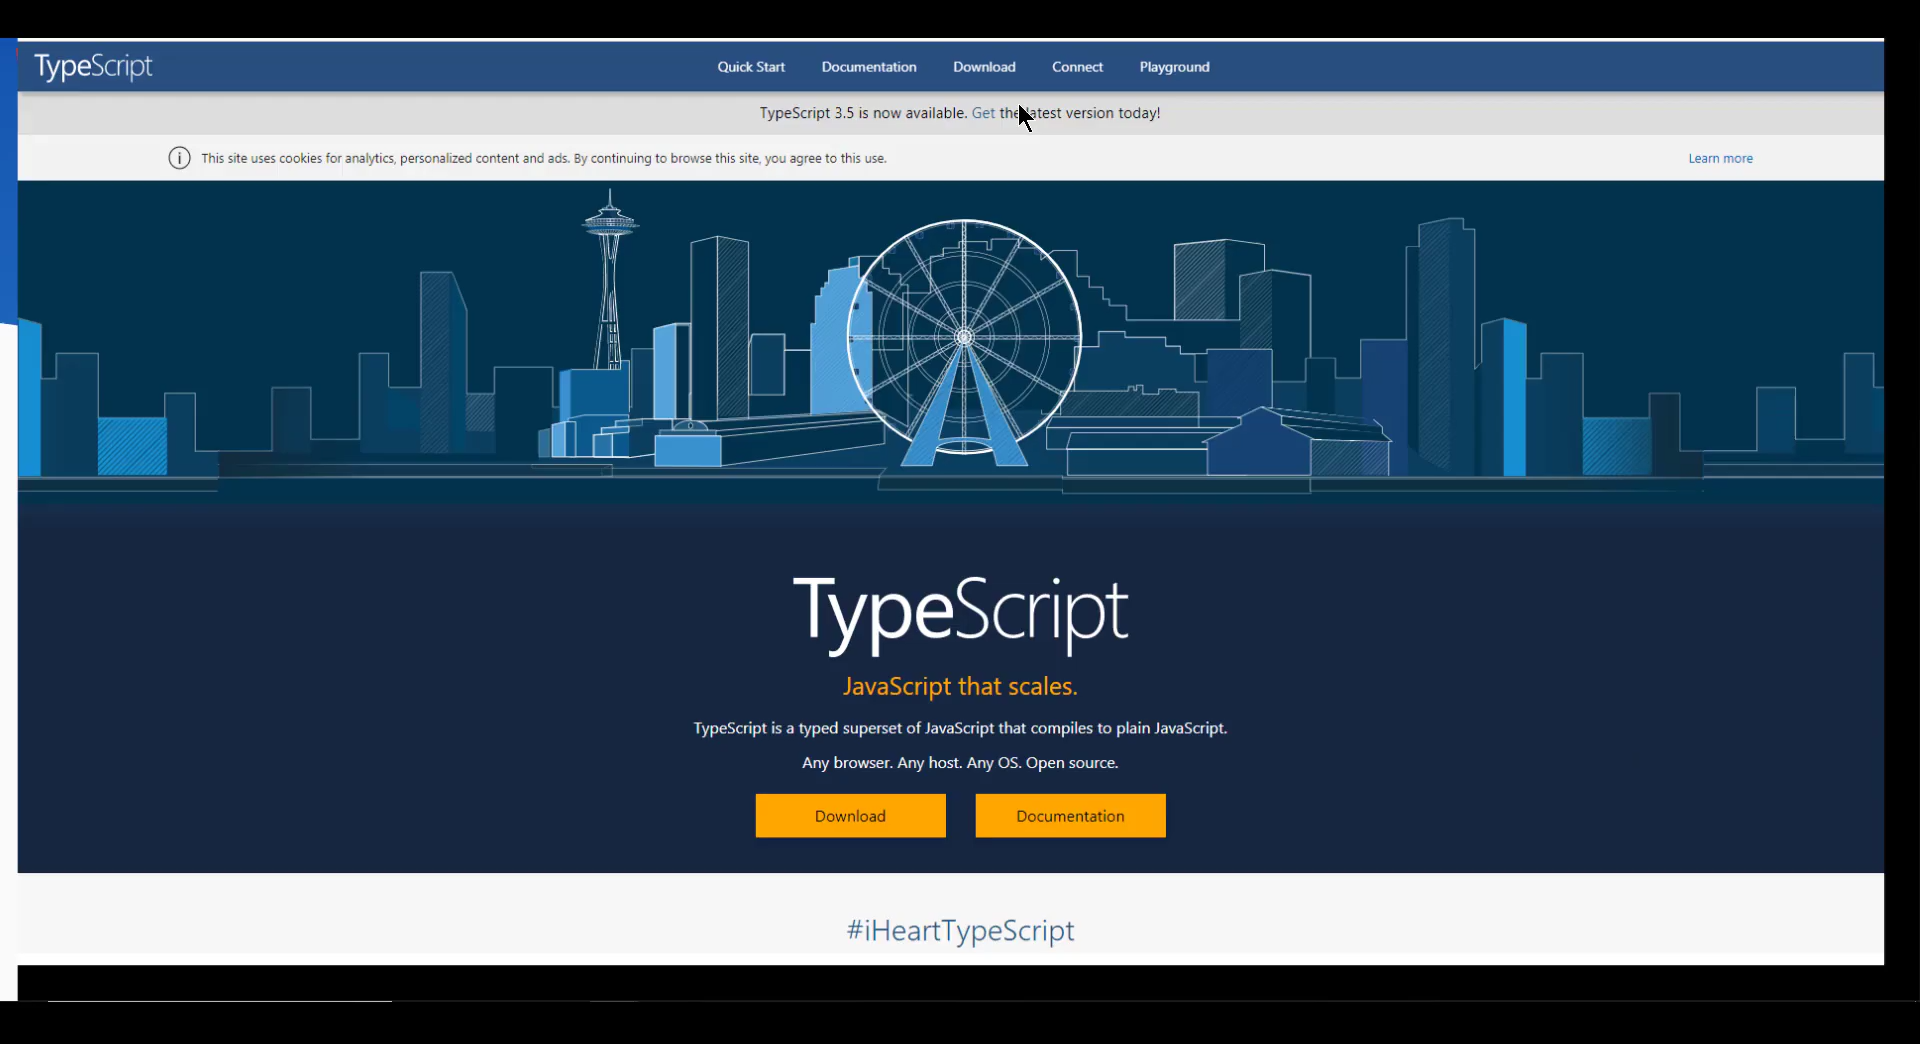 TypeScript
Quick Start Documentation Download Connect Playground
TypeScript 3.5 is now available. Get the latest version today!
This site uses cookies for analytics, personalized content and ads. By continuing to browse this site, you agree to this use. Learn more
TypeScript
JavaScript that scales.
TypeScript is a typed superset of JavaScript that compiles to plain JavaScript.
Any browser. Any host. Any OS. Open source.
Download Documentation
#iHeartTypeScript